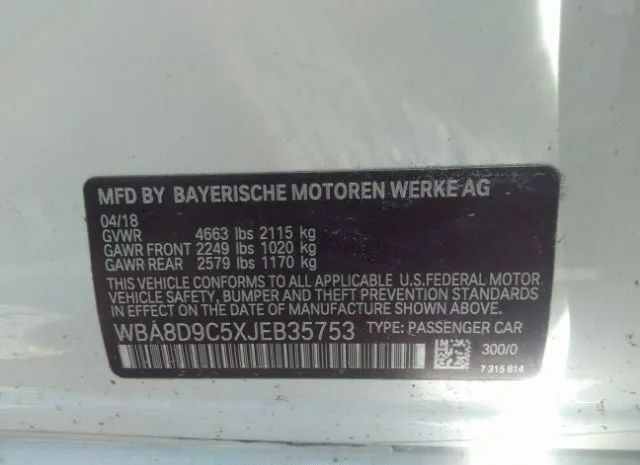 MFD BY BAYERISCHE MOTOREN WERKE AG
04/18
GVWR 4663 lbs 2115 kg
GAWR FRONT 2249 lbs 1020 kg
GAWR REAR 2579 lbs 1170 kg
THIS VEHICLE CONFORMS TO ALL APPLICABLE U.S.FEDERAL MOTOR
VEHICLE SAFETY, BUMPER, AND THEFT PREVENTION STANDARDS
IN EFFECT ON THE DATE OF MANUFACTURE SHOWN ABOVE.
WBA8D9C5XJEB35753 TYPE: PASSENGER CAR
300/0
7 315 814